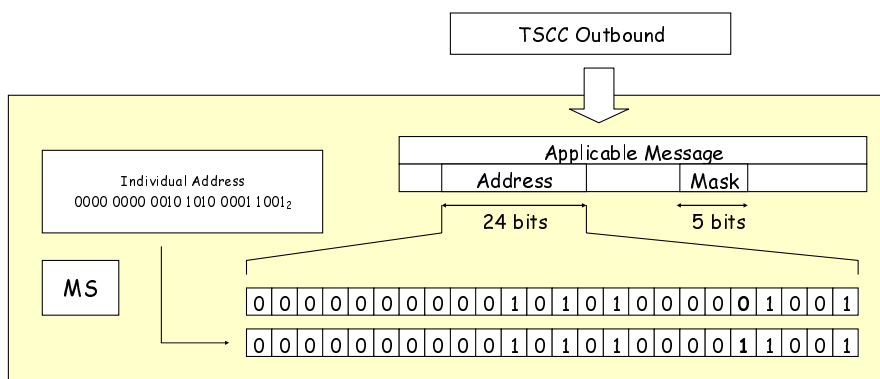 TSCC Outbound
Applicable Message
Address Mask
24 bits 5 bits
Individual Address
0000 0000 0010 1010 0001 1001₂
MS
0 0 0 0 0 0 0 0 0 0 1 0 1 0 1 0 0 0 0 0 1 0 0 1
0 0 0 0 0 0 0 0 0 0 1 0 1 0 1 0 0 0 0 1 1 0 0 1